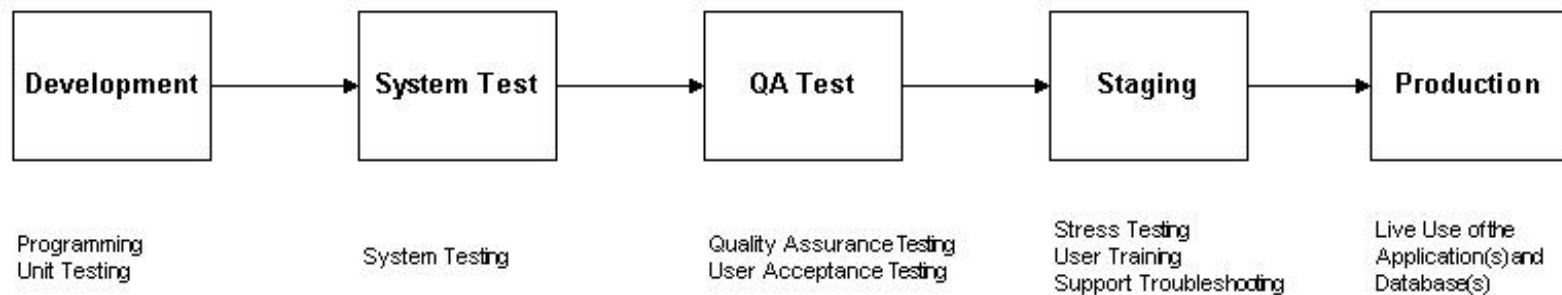 Development
System Test
QA Test
Staging
Production
Programming
Unit Testing
System Testing
Quality Assurance Testing
User Acceptance Testing
Stress Testing
User Training
Support Troubleshooting
Live Use of the
Application(s) and
Database(s)